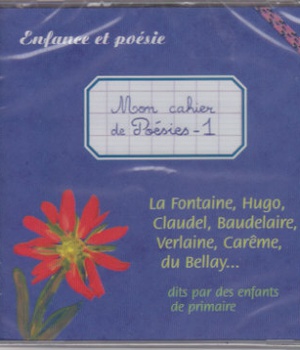 Enfance et poésie
Mon cahier
de Poésies - 1
La Fontaine, Hugo,
Claudel, Baudelaire,
Verlaine, Carême,
du Bellay...
dits par des enfants
de primaire